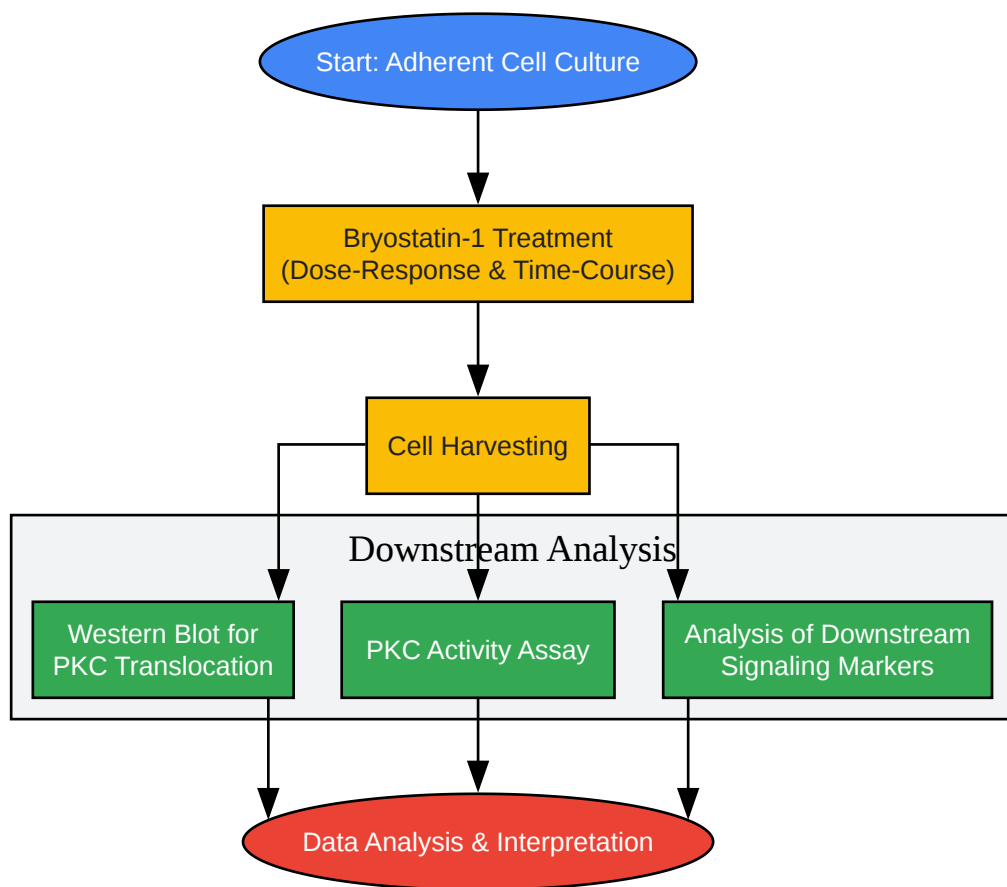 Start: Adherent Cell Culture
Bryostatin-1 Treatment
(Dose-Response & Time-Course)
Cell Harvesting
Downstream Analysis
Western Blot for
PKC Translocation
PKC Activity Assay
Analysis of Downstream
Signaling Markers
Data Analysis & Interpretation